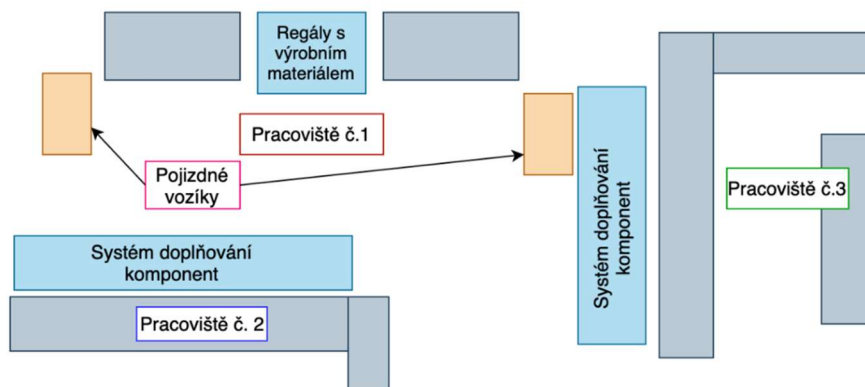 Regály s
výrobním
materiálem
Pracoviště č.1
Pojizdné
vozíky
Pracoviště č.3
Systém doplňování
komponent
Systém doplňování
komponent
Pracoviště č. 2